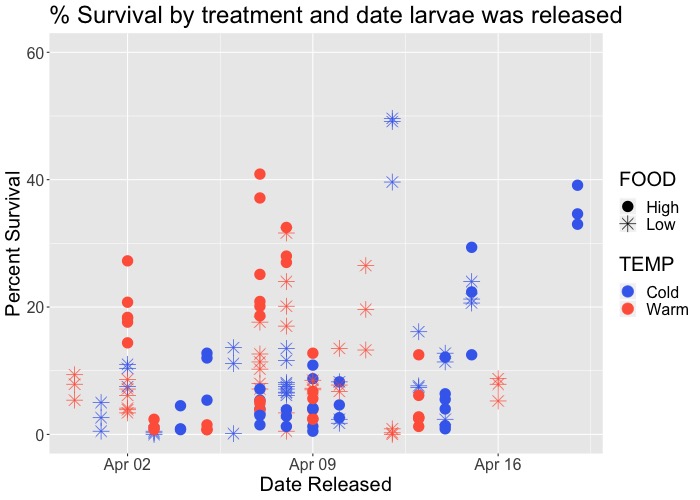 % Survival by treatment and date larvae was released
60
40
20
0
Percent Survival
Apr 02
Apr 09
Apr 16
Date Released
FOOD
High
Low
TEMP
Cold
Warm